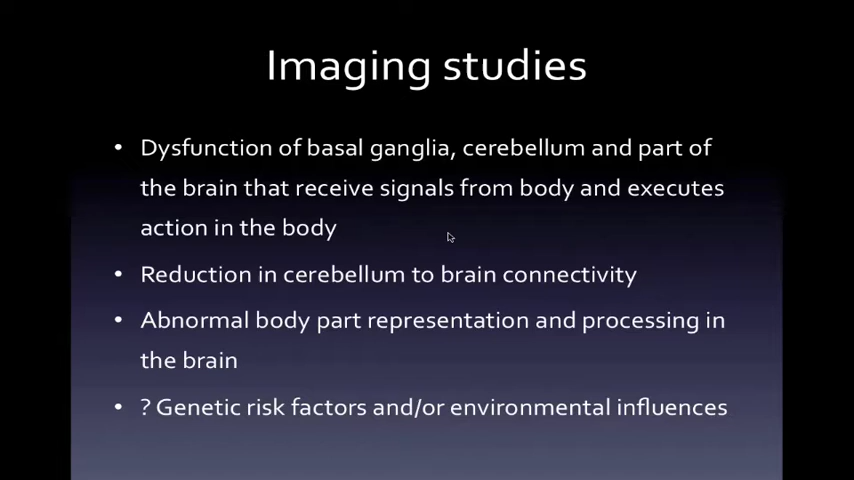 Imaging studies
• Dysfunction of basal ganglia, cerebellum and part of
the brain that receive signals from body and executes
action in the body
• Reduction in cerebellum to brain connectivity
• Abnormal body part representation and processing in
the brain
• ? Genetic risk factors and/or environmental influences